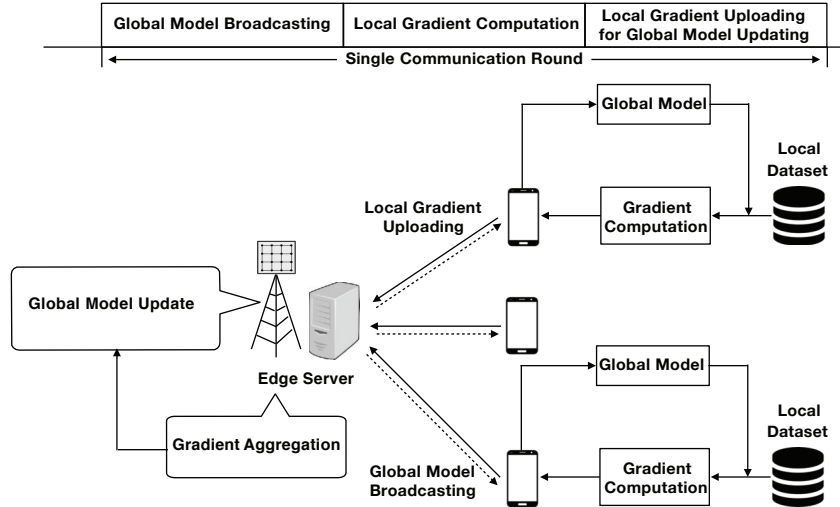 Global Model Broadcasting
Local Gradient Computation
Local Gradient Uploading
for Global Model Updating
Single Communication Round
Global Model
Local
Dataset
Local Gradient
Uploading
Gradient
Computation
Global Model Update
Edge Server
Global Model
Gradient Aggregation
Local
Dataset
Global Model
Broadcasting
Gradient
Computation